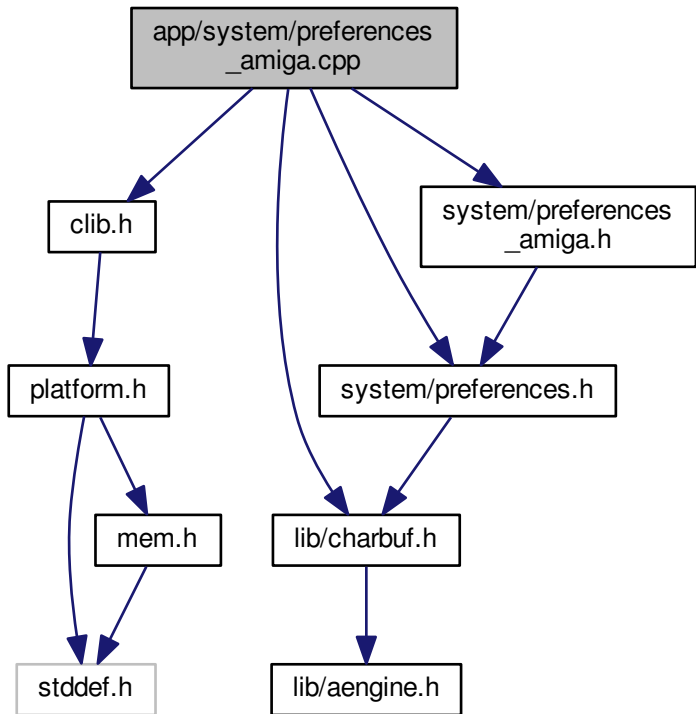 app/system/preferences
_amiga.cpp
clib.h
system/preferences
_amiga.h
platform.h
system/preferences.h
mem.h
lib/charbuf.h
stddef.h
lib/aengine.h